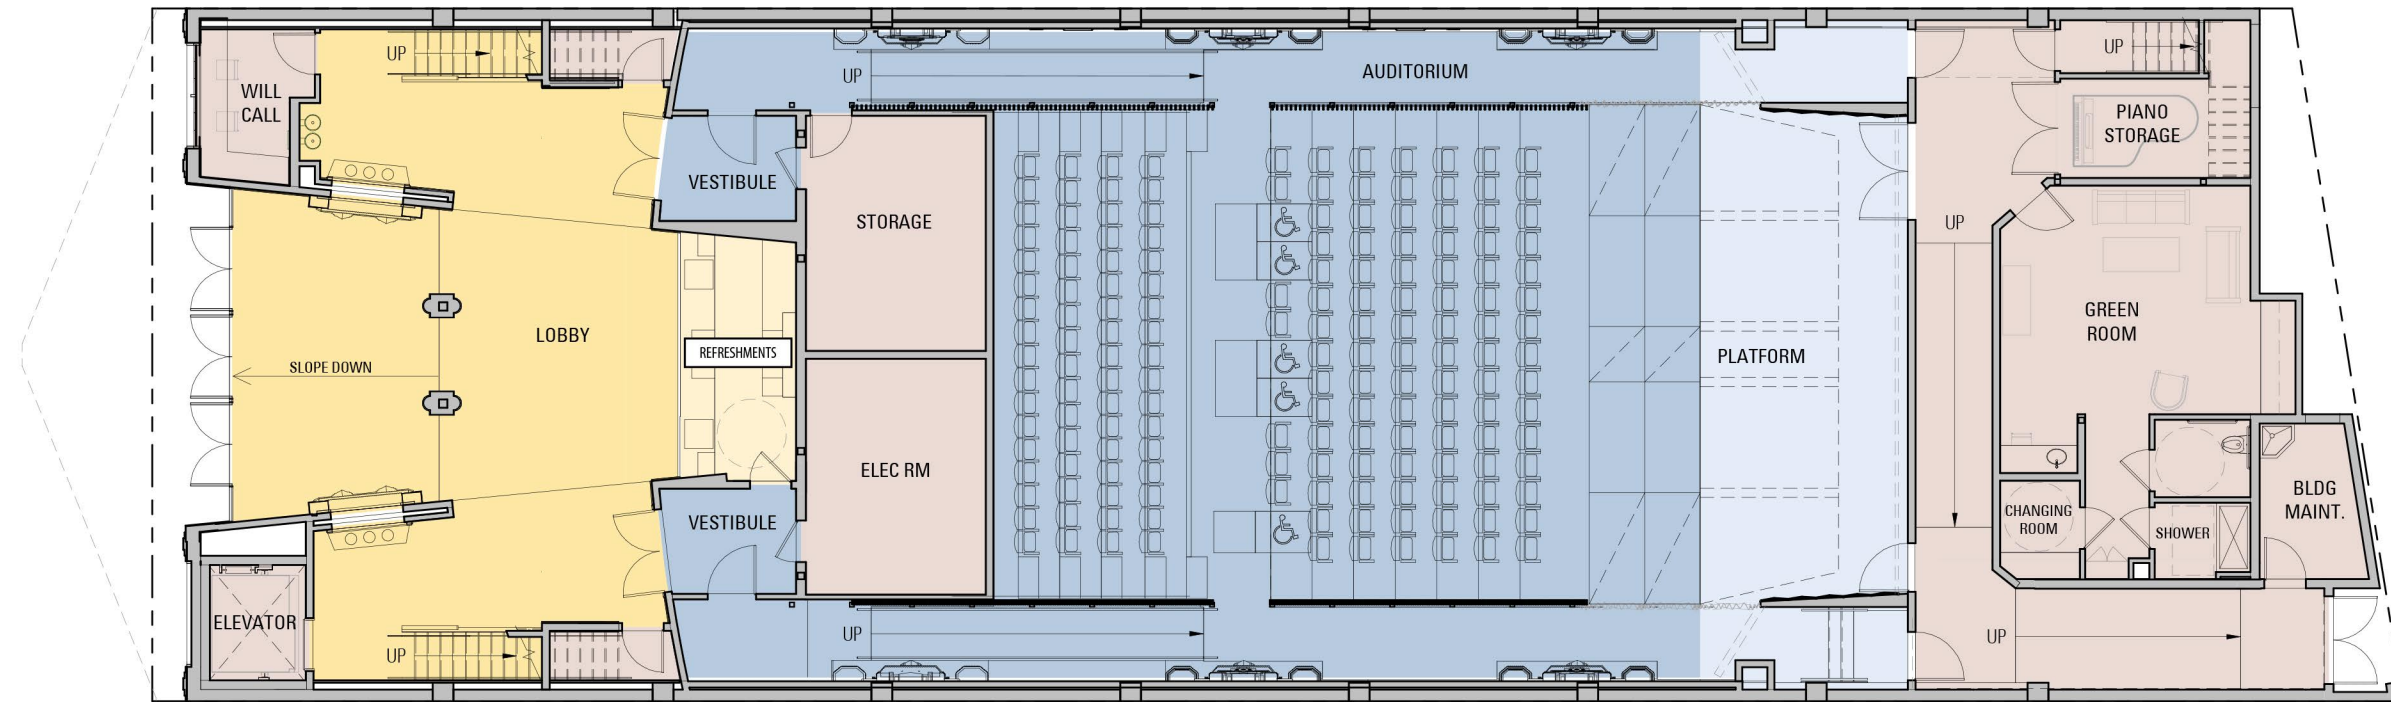 UP
WILL
CALL
UP
AUDITORIUM
UP
PIANO
STORAGE
VESTIBULE
STORAGE
UP
LOBBY
REFRESHMENTS
SLOPE DOWN
PLATFORM
GREEN
ROOM
ELEC RM
VESTIBULE
CHANGING
ROOM
SHOWER
BLDG
MAINT.
ELEVATOR
UP
UP
UP